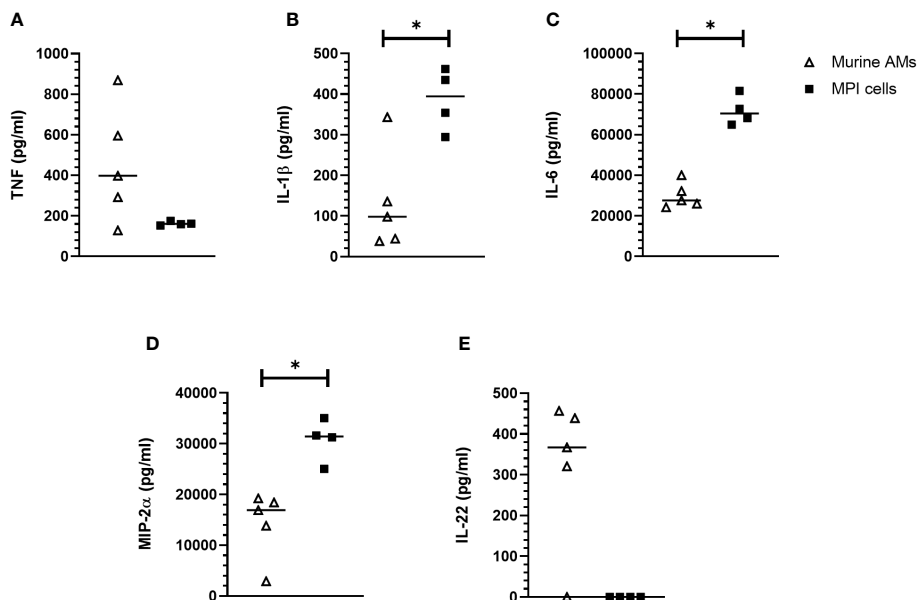 A
TNF (pg/ml)
1000
800
600
400
200
0
B
*
IL-1β (pg/ml)
500
400
300
200
100
0
C
*
IL-6 (pg/ml)
100000
80000
60000
40000
20000
0
Murine AMs
MPI cells
D
*
MIP-2α (pg/ml)
40000
30000
20000
10000
0
E
IL-22 (pg/ml)
500
400
300
200
100
0